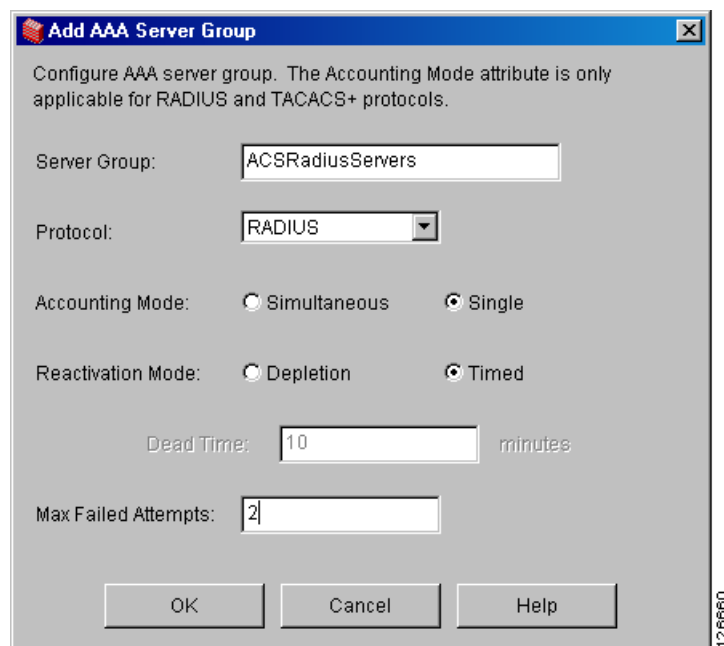 Add AAA Server Group
Configure AAA server group. The Accounting Mode attribute is only
applicable for RADIUS and TACACS+ protocols.
Server Group: ACSRadiusServers
Protocol: RADIUS
Accounting Mode: Simultaneous Single
Reactivation Mode: Depletion Timed
Dead Time: 10 minutes
Max Failed Attempts: 2
OK Cancel Help
126660